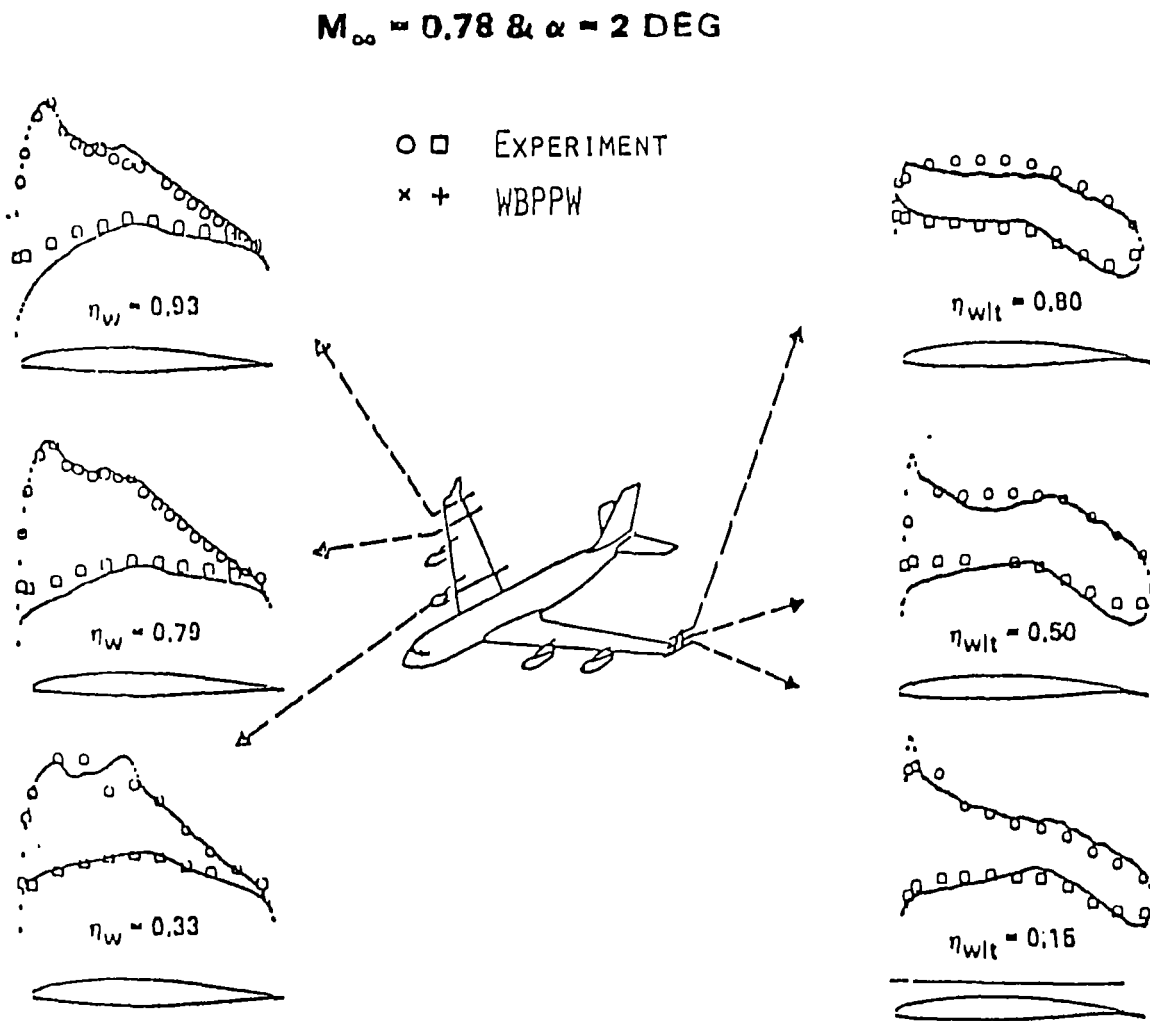 M∞ = 0.78 & α = 2 DEG
○ □ EXPERIMENT
× + WBPPW
ηw = 0.93
ηwlt = 0.80
ηw = 0.79
ηwlt = 0.50
ηw = 0.33
ηwlt = 0.15